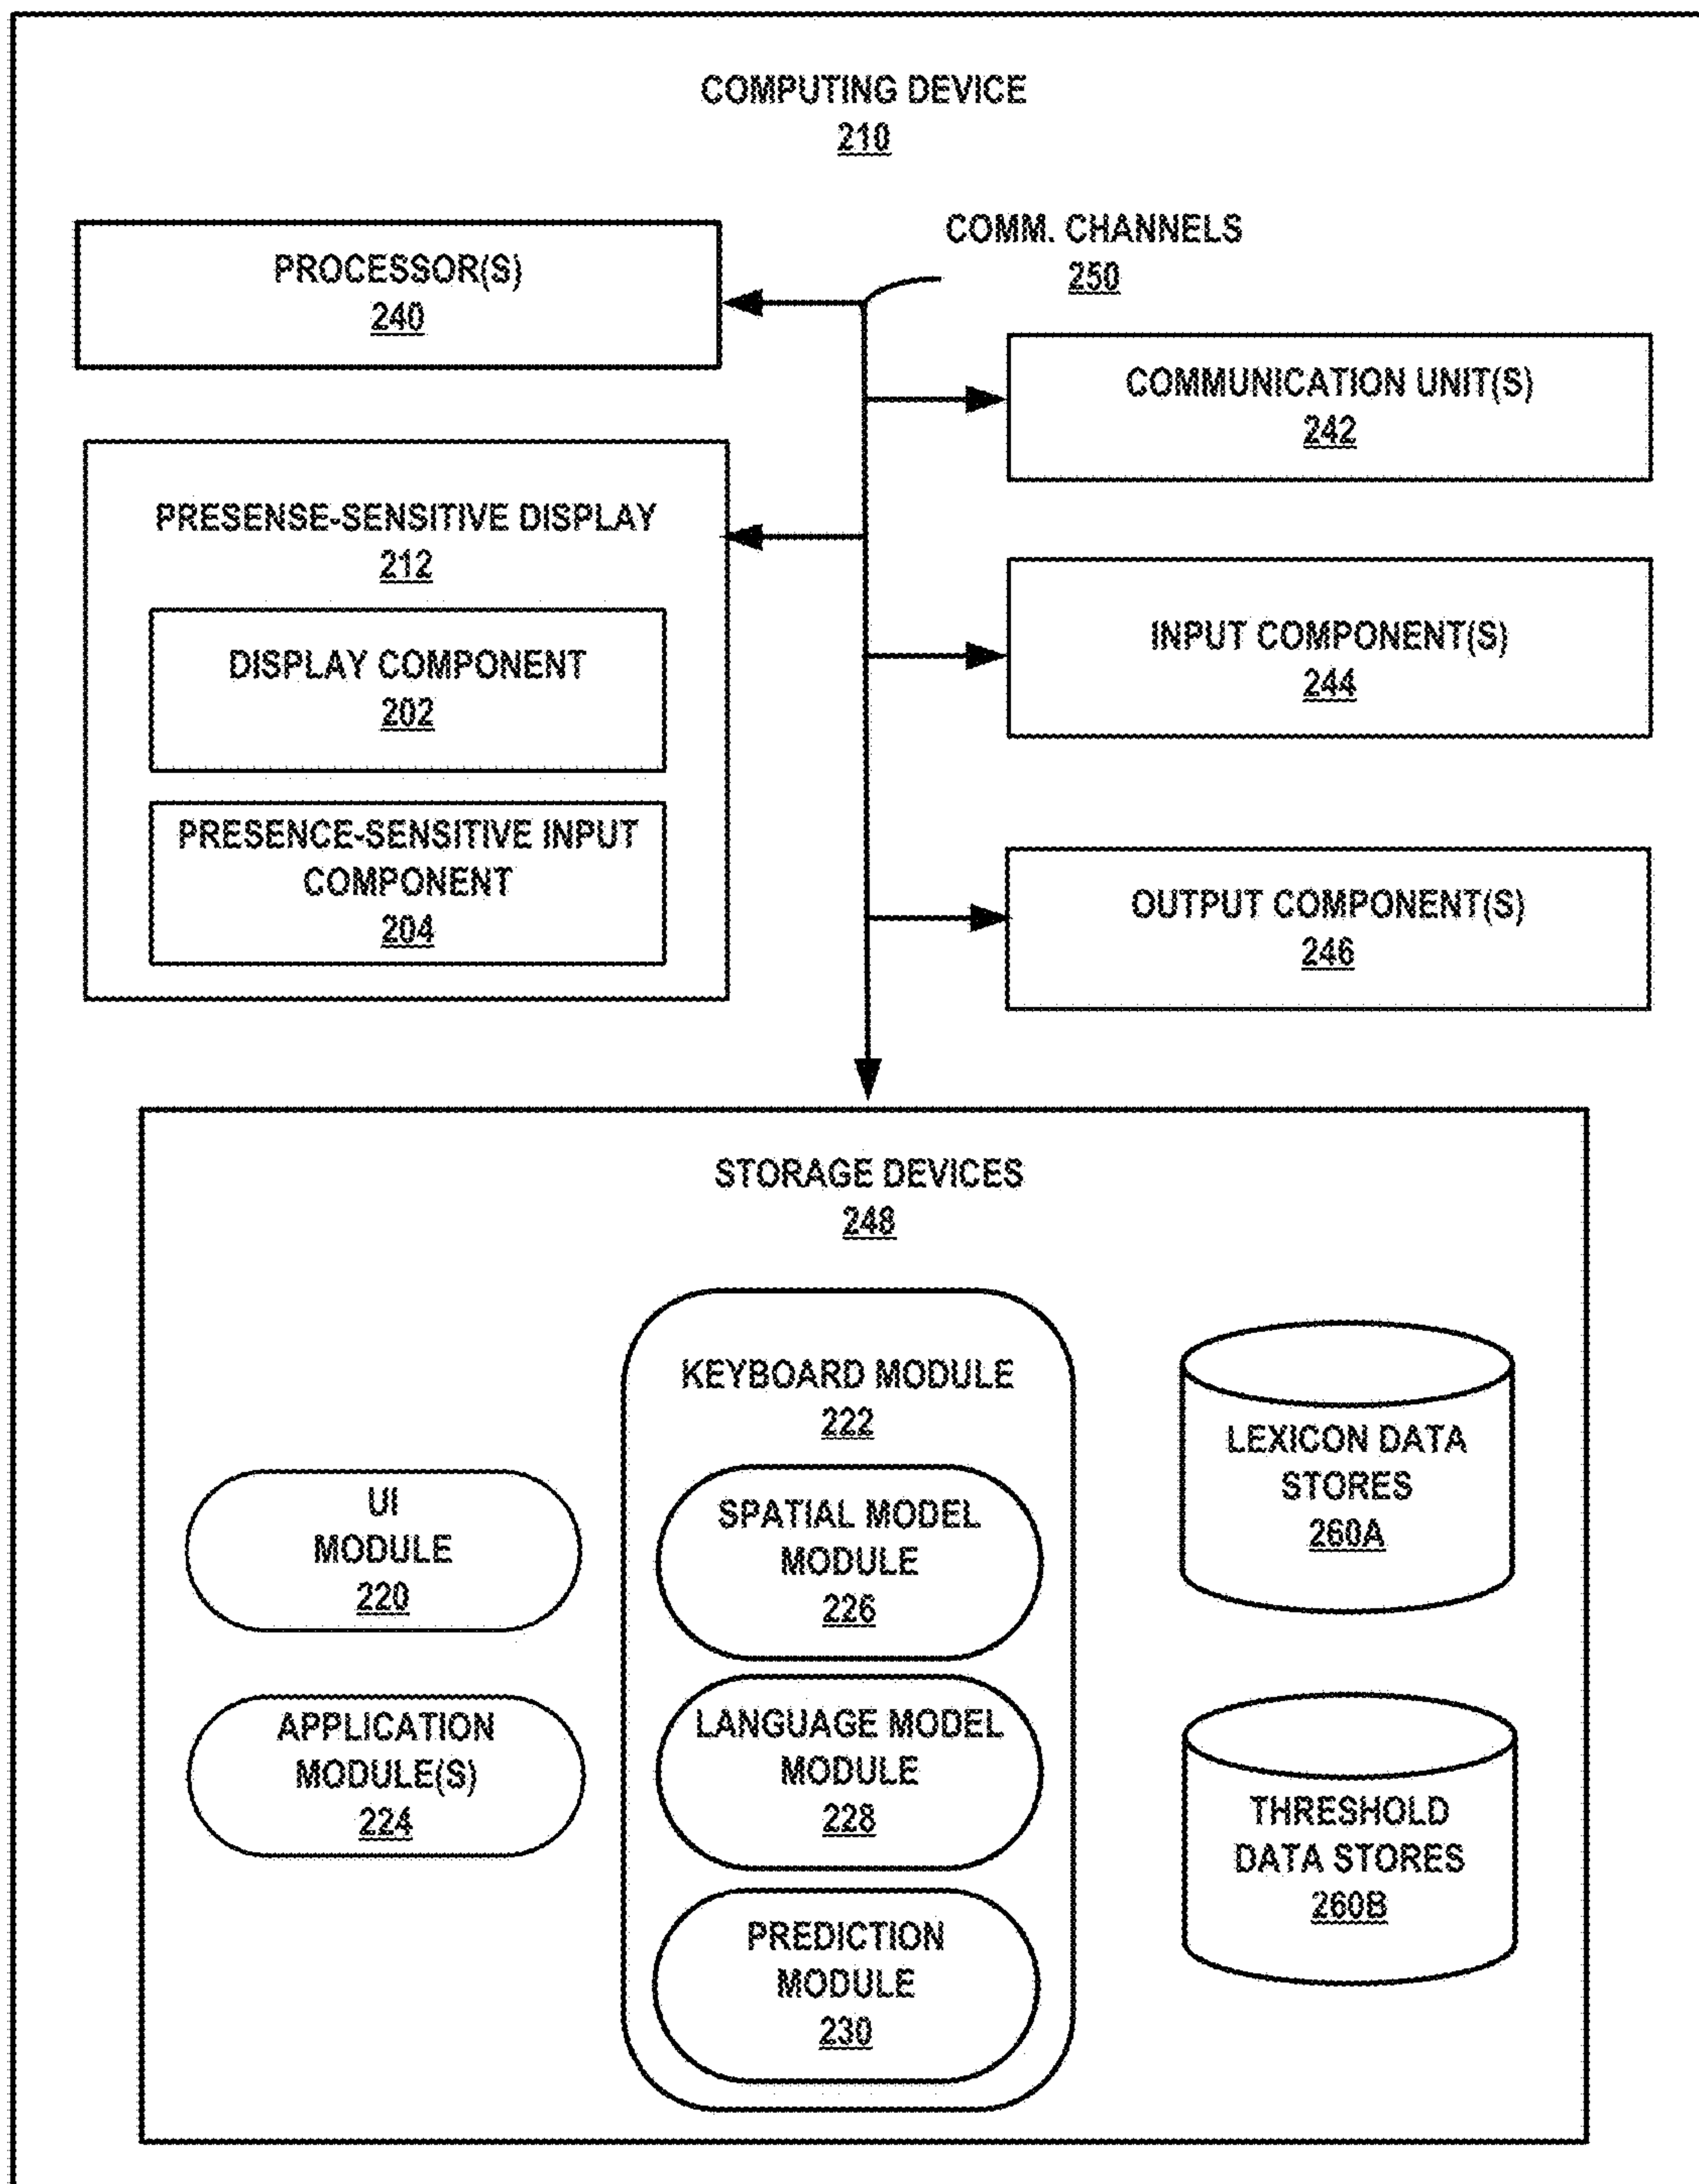 COMPUTING DEVICE
210
PROCESSOR(S)
240
COMM. CHANNELS
250
COMMUNICATION UNIT(S)
242
PRESENSE-SENSITIVE DISPLAY
212
DISPLAY COMPONENT
202
PRESENCE-SENSITIVE INPUT
COMPONENT
204
INPUT COMPONENT(S)
244
OUTPUT COMPONENT(S)
246
STORAGE DEVICES
248
UI
MODULE
220
APPLICATION
MODULE(S)
224
KEYBOARD MODULE
222
SPATIAL MODEL
MODULE
226
LANGUAGE MODEL
MODULE
228
PREDICTION
MODULE
230
LEXICON DATA
STORES
260A
THRESHOLD
DATA STORES
260B